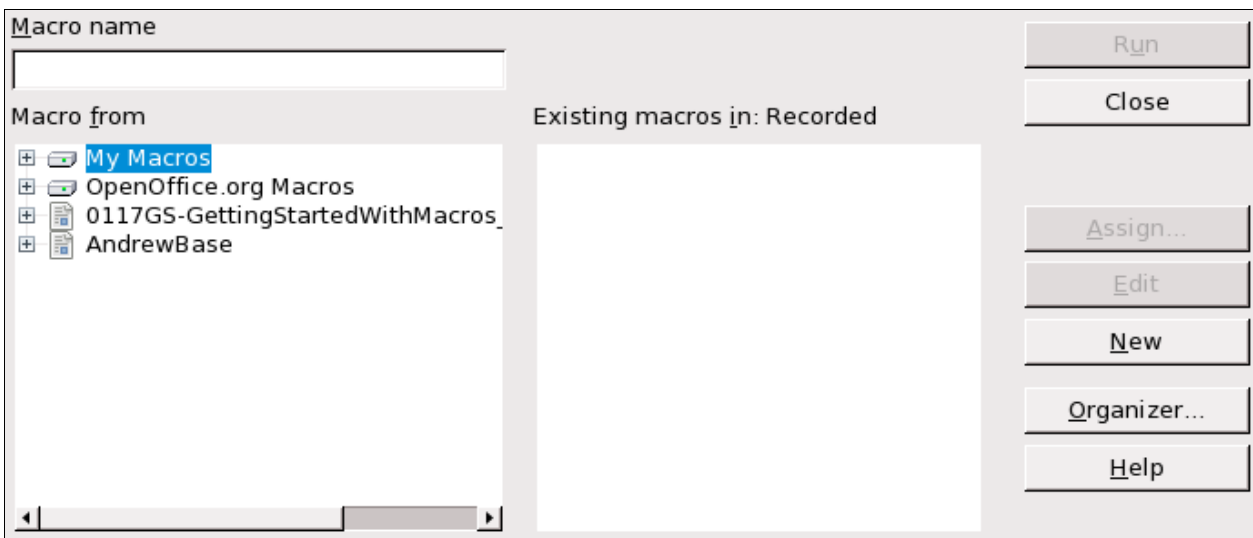 Macro name
Run
Close
Macro from
Existing macros in: Recorded
My Macros
OpenOffice.org Macros
0117GS-GettingStartedWithMacros_
AndrewBase
Assign...
Edit
New
Organizer...
Help